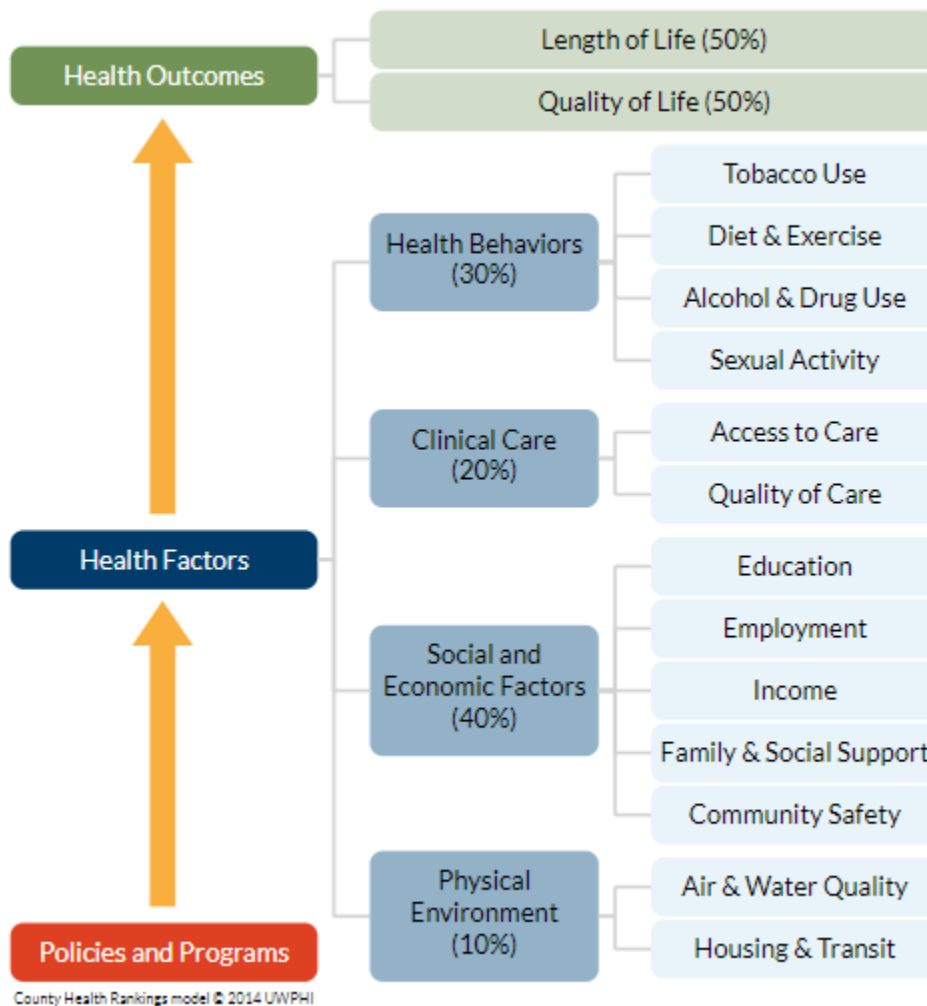 Health Outcomes
Length of Life (50%)
Quality of Life (50%)
Health Behaviors
(30%)
Tobacco Use
Diet & Exercise
Alcohol & Drug Use
Sexual Activity
Clinical Care
(20%)
Access to Care
Quality of Care
Health Factors
Social and
Economic Factors
(40%)
Education
Employment
Income
Family & Social Support
Community Safety
Physical
Environment
(10%)
Air & Water Quality
Housing & Transit
Policies and Programs
County Health Rankings model © 2014 UWPHI